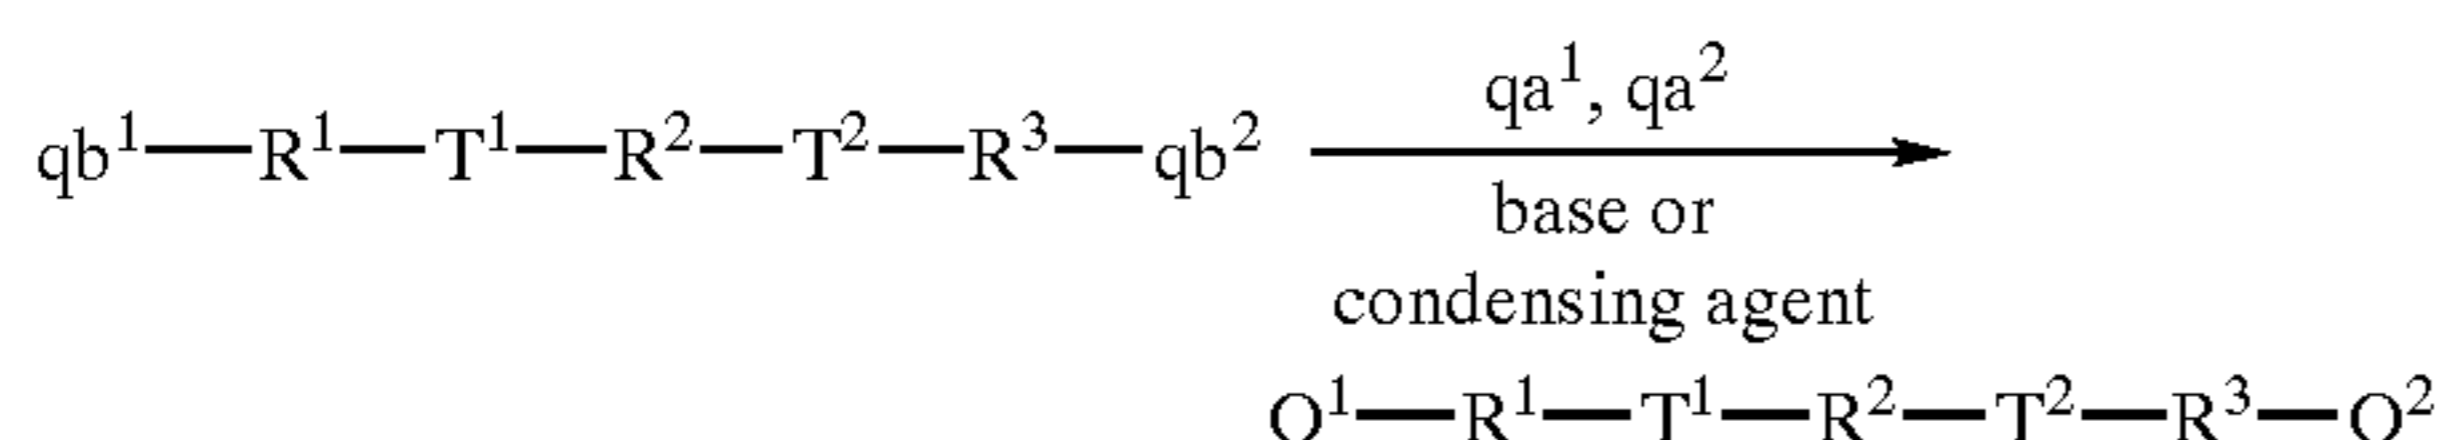 qb¹—R¹—T¹—R²—T²—R³—qb²
qa¹, qa²
base or
condensing agent
Q¹—R¹—T¹—R²—T²—R³—Q²